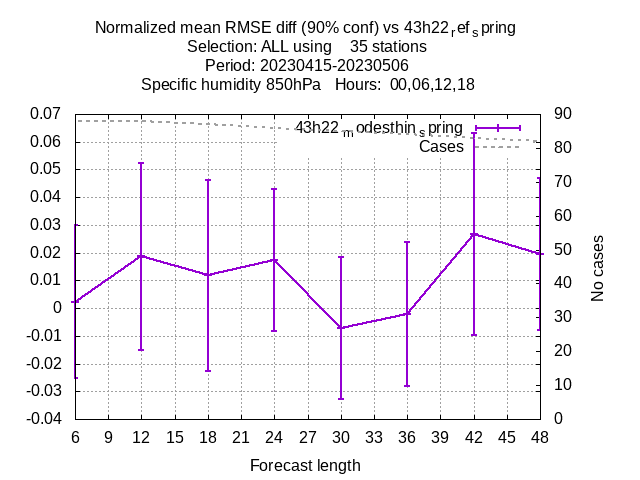 Normalized mean RMSE diff (90% conf) vs 43h22refspring
Selection: ALL using 35 stations
Period: 20230415-20230506
Specific humidity 850hPa Hours: 00,06,12,18
43h22modesthinspring
Cases
0.07
0.06
0.05
0.04
0.03
0.02
0.01
0
-0.01
-0.02
-0.03
-0.04
90
80
70
60
50
40
30
20
10
0
No cases
6 9 12 15 18 21 24 27 30 33 36 39 42 45 48
Forecast length